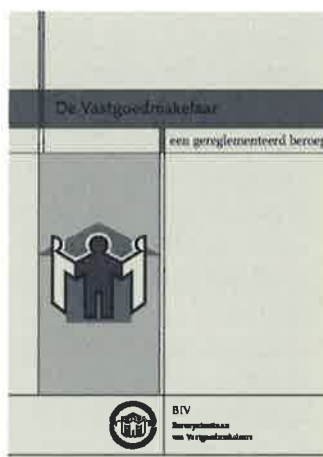 De Vastgoedmakelaar
een gereglementeerd beroep
BIV
Beroepsinstituut
van Vastgoedmakelaars